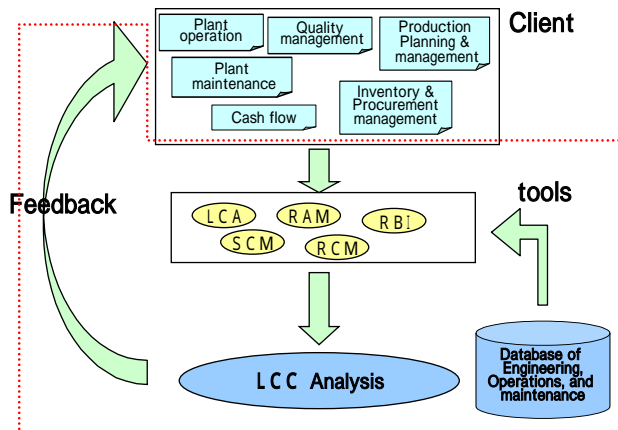 Plant
operation
Quality
management
Production
Planning &
management
Client
Plant
maintenance
Inventory &
Procurement
management
Cash flow
Feedback
tools
LCA
RAM
RBI
SCM
RCM
LCC Analysis
Database of
Engineering,
Operations, and
maintenance